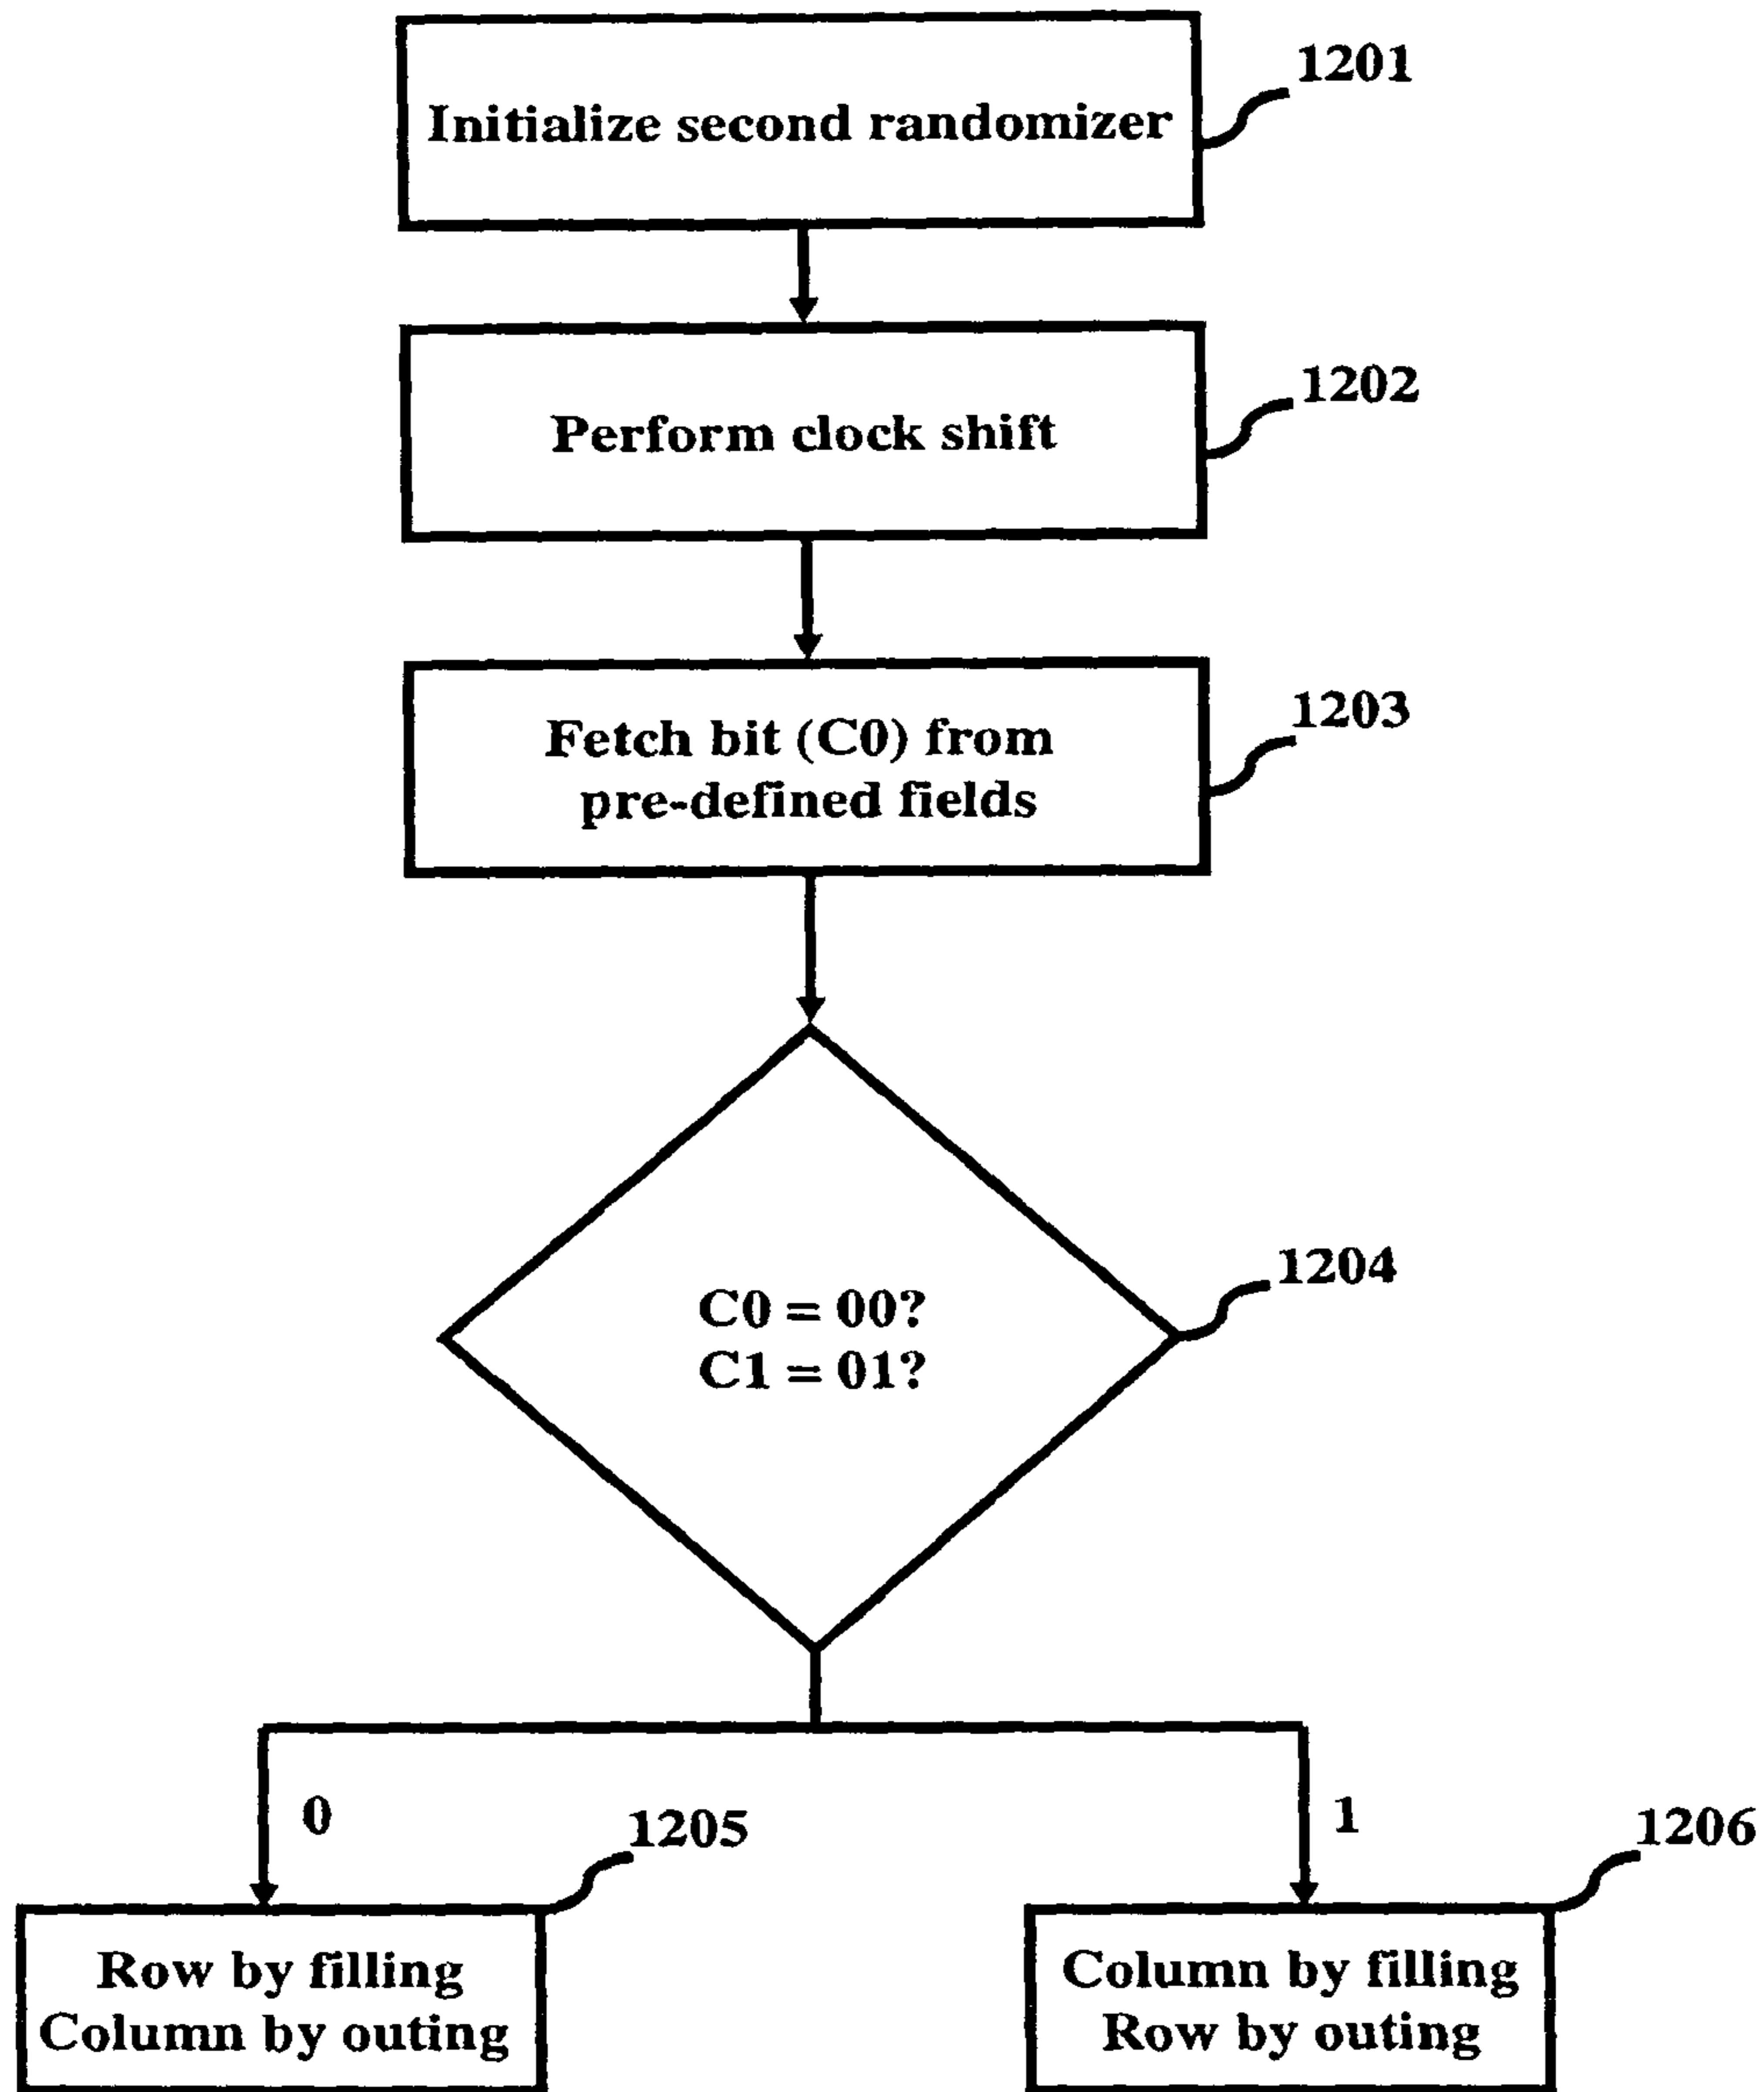 1201
Initialize second randomizer
1202
Perform clock shift
1203
Fetch bit (C0) from
pre-defined fields
1204
C0 = 00?
C1 = 01?
0
1
1205
1206
Row by filling
Column by outing
Column by filling
Row by outing